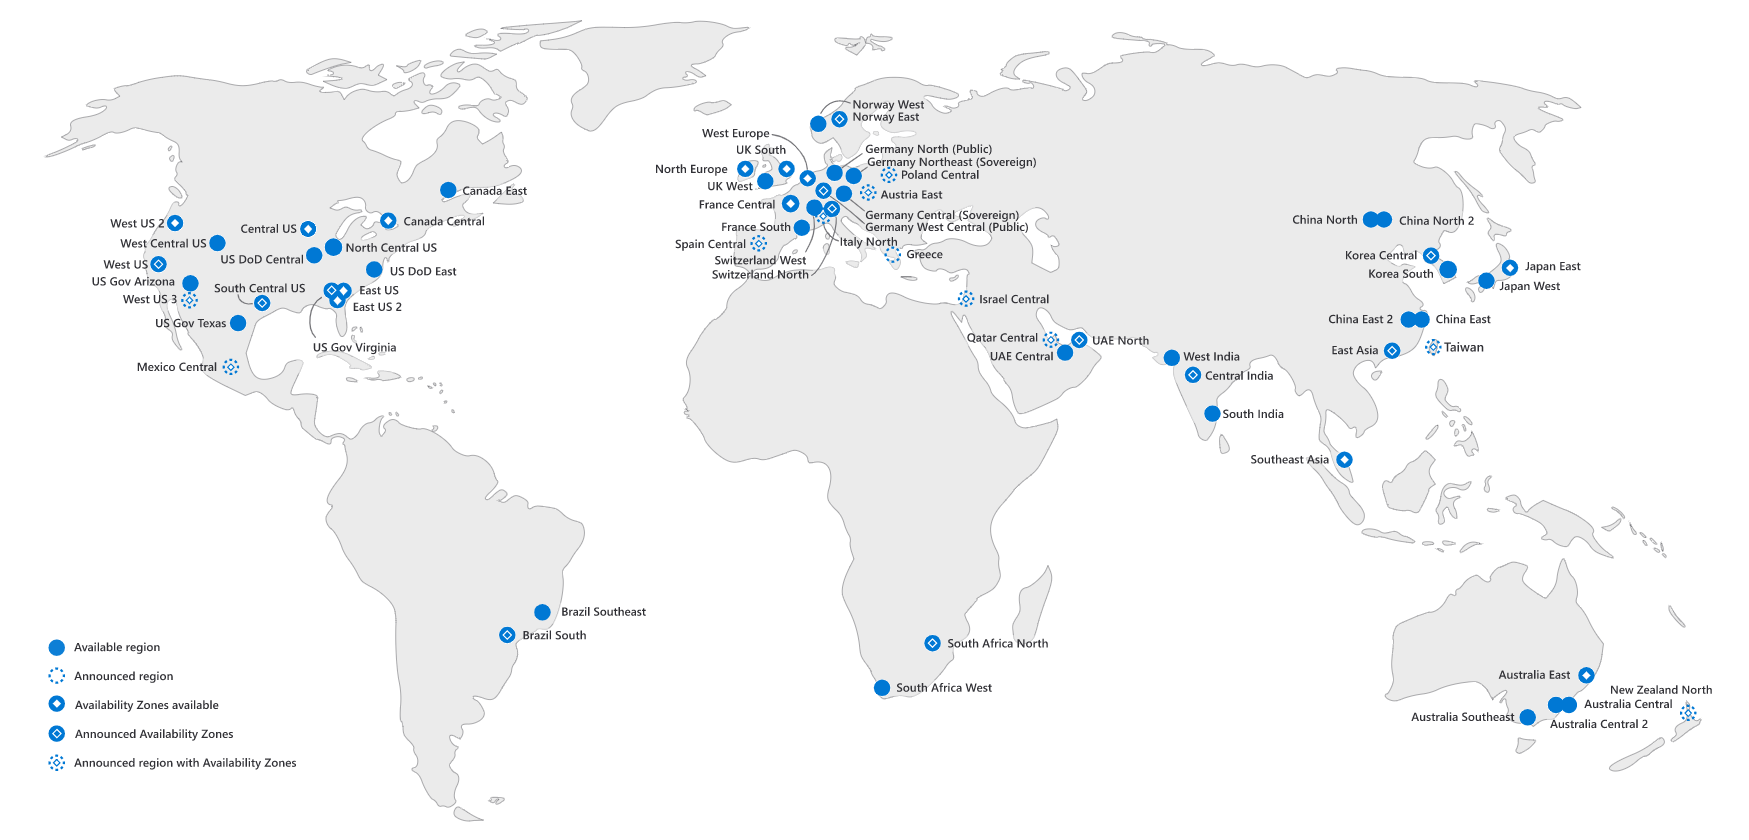 Norway West
Norway East
West Europe
UK South
Germany North (Public)
Germany Northeast (Sovereign)
North Europe
Poland Central
UK West
Austria East
France Central
Germany Central (Sovereign)
Germany West Central (Public)
France South
Italy North
Spain Central
Greece
Switzerland West
Switzerland North
Canada East
West US 2
Central US
Canada Central
West Central US
North Central US
US DoD Central
West US
US DoD East
US Gov Arizona
South Central US
East US
West US 3
East US 2
US Gov Texas
US Gov Virginia
Mexico Central
Israel Central
Qatar Central
UAE North
UAE Central
West India
Central India
South India
China North
China North 2
Korea Central
Korea South
Japan East
Japan West
China East 2
China East
East Asia
Taiwan
Southeast Asia
Brazil Southeast
Brazil South
South Africa North
South Africa West
Australia East
New Zealand North
Australia Central
Australia Southeast
Australia Central 2
Available region
Announced region
Availability Zones available
Announced Availability Zones
Announced region with Availability Zones